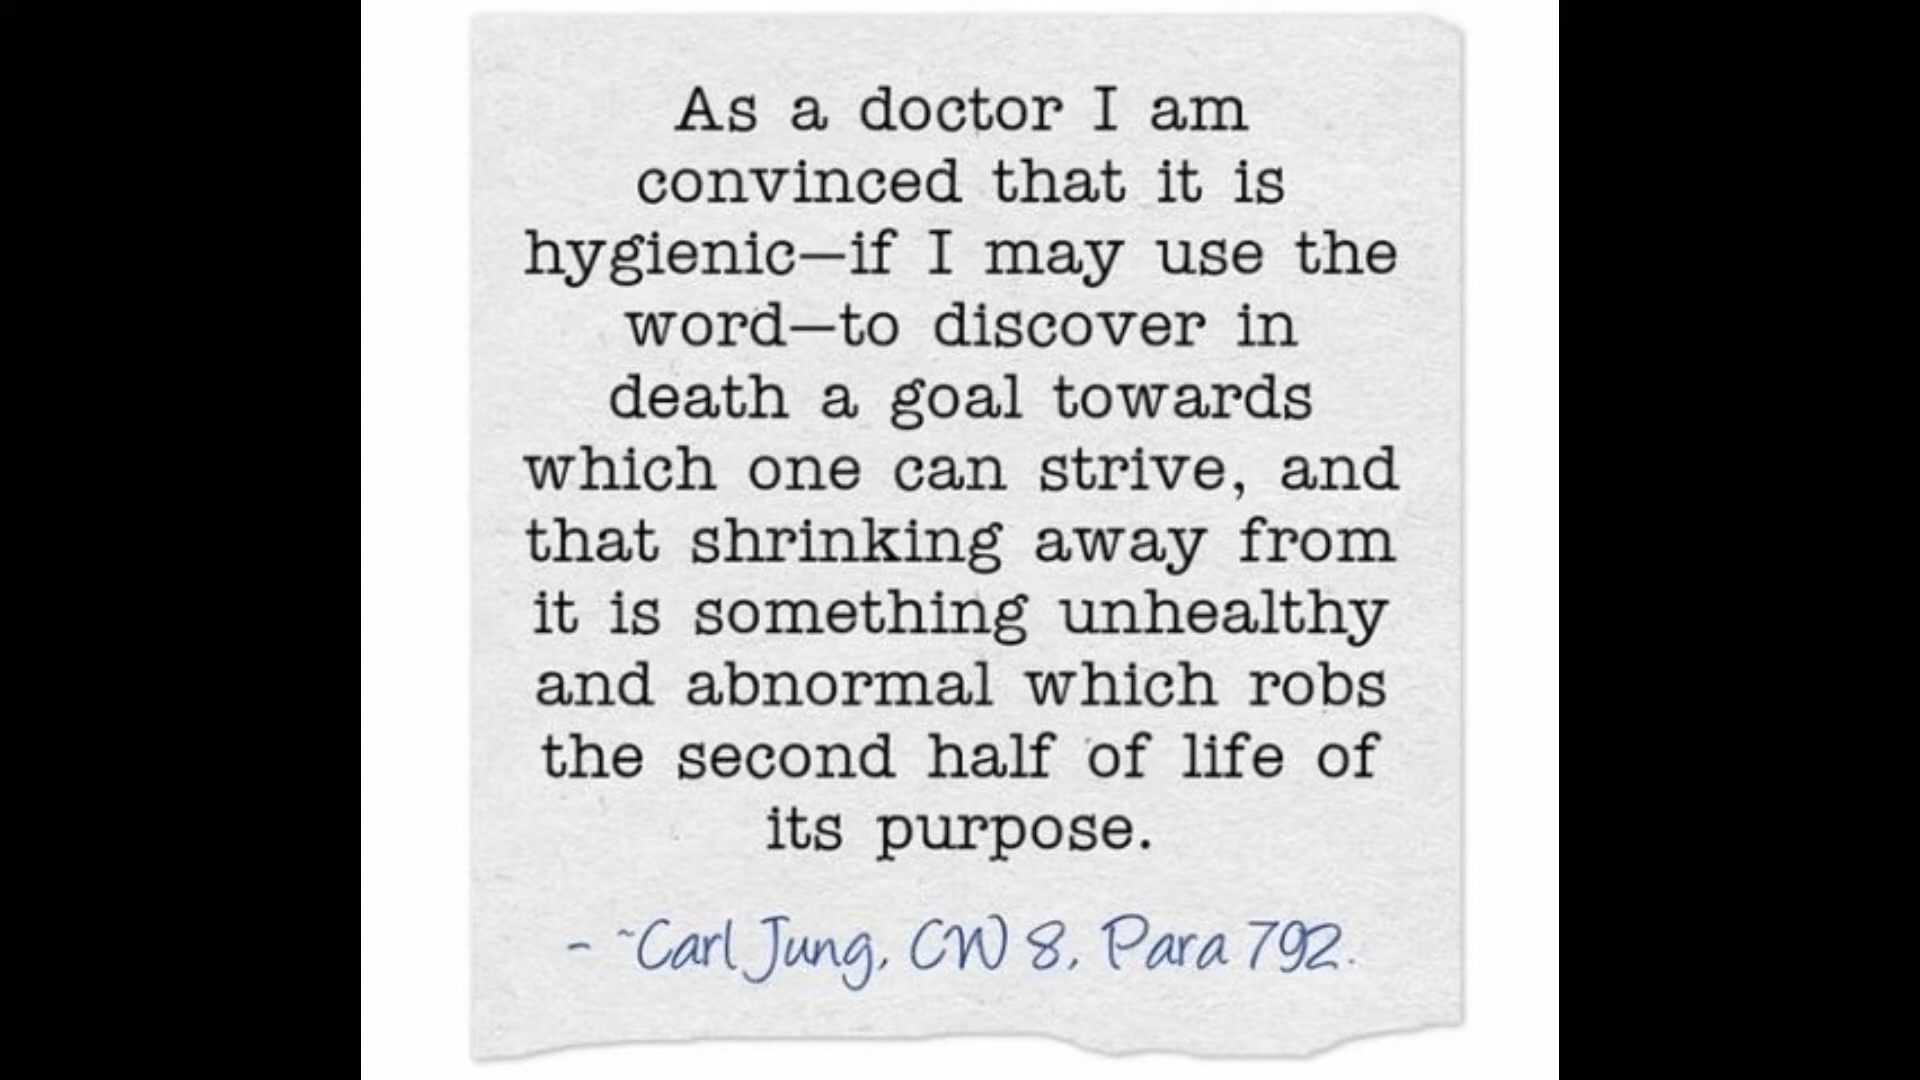 As a doctor I am
convinced that it is
hygienic—if I may use the
word—to discover in
death a goal towards
which one can strive, and
that shrinking away from
it is something unhealthy
and abnormal which robs
the second half of life of
its purpose.
- ~Carl Jung, CW 8, Para 792.